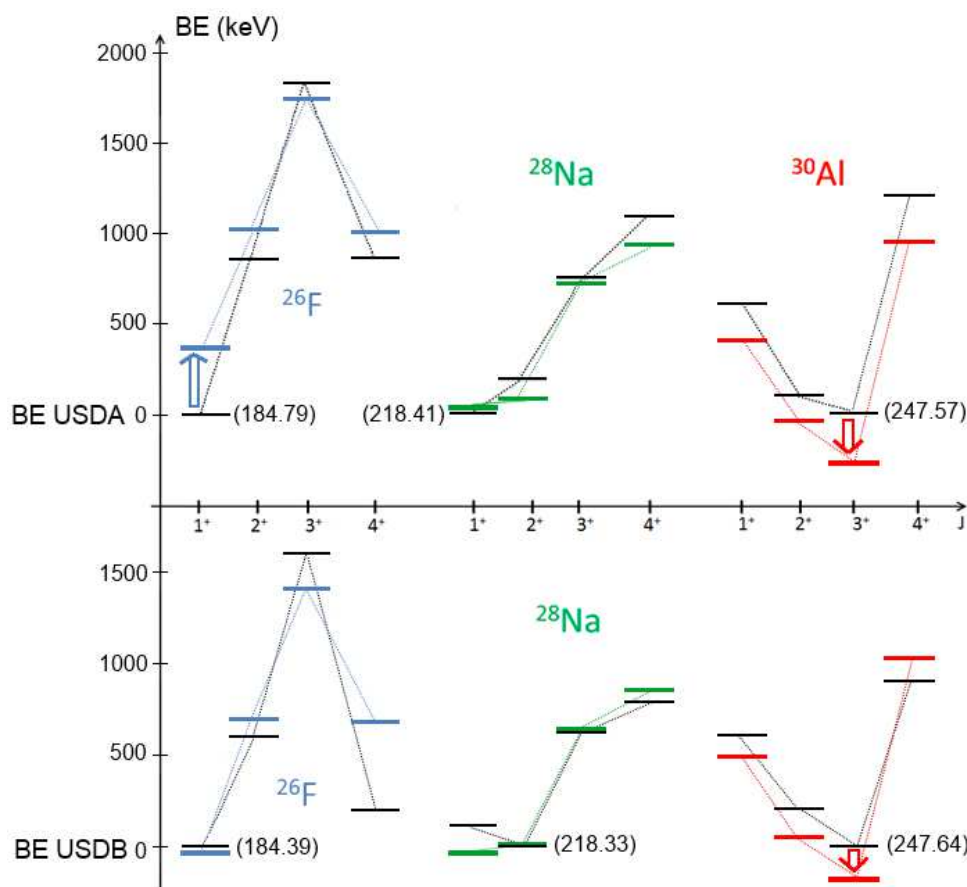 BE (keV)
2000
1500
²⁸Na
³⁰Al
1000
²⁶F
500
BE USDA 0
(184.79)
(218.41)
(247.57)
1⁺ 2⁺ 3⁺ 4⁺ 1⁺ 2⁺ 3⁺ 4⁺ 1⁺ 2⁺ 3⁺ 4⁺ J
1500
²⁸Na
1000
500
²⁶F
BE USDB 0
(184.39)
(218.33)
(247.64)